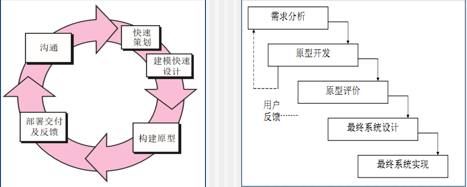 沟通
快速
策划
建模快速
设计
构建原型
部署交付
及反馈
需求分析
原型开发
原型评价
用户
反馈
最终系统设计
最终系统实现